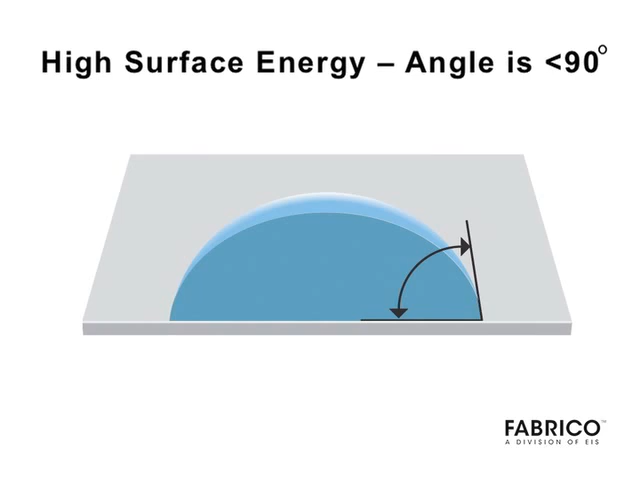 High Surface Energy – Angle is <90°
FABRICO™
A DIVISION OF EIS